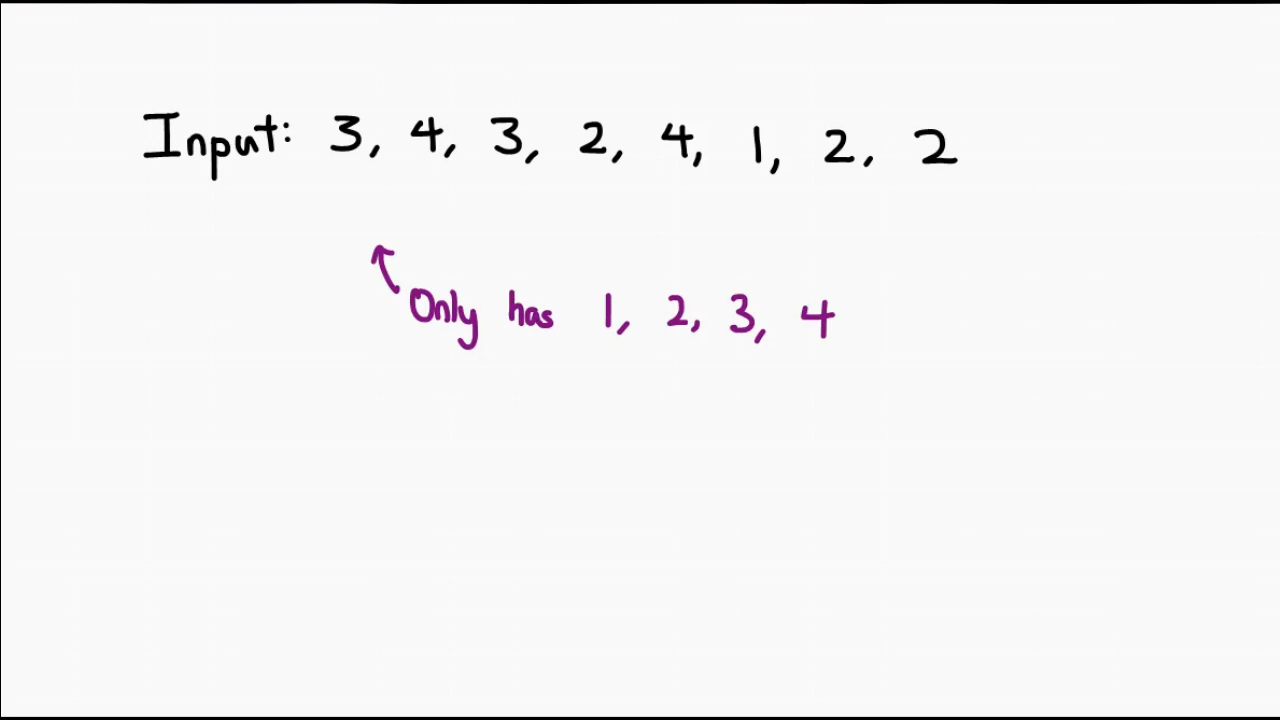 Input: 3, 4, 3, 2, 4, 1, 2, 2
Only has 1, 2, 3, 4